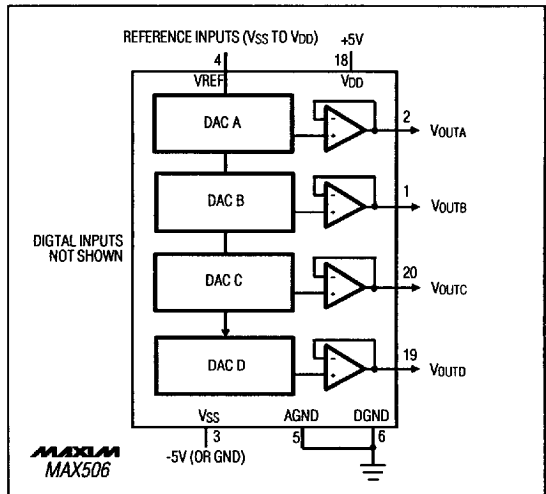 REFERENCE INPUTS (VSS TO VDD)
+5V
4
18
VREF
VDD
DAC A
2
VOUTA
DAC B
1
VOUTB
DIGTAL INPUTS
NOT SHOWN
DAC C
20
VOUTC
DAC D
19
VOUTD
VSS
AGND
DGND
3
5
6
-5V (OR GND)
MAXIM
MAX506